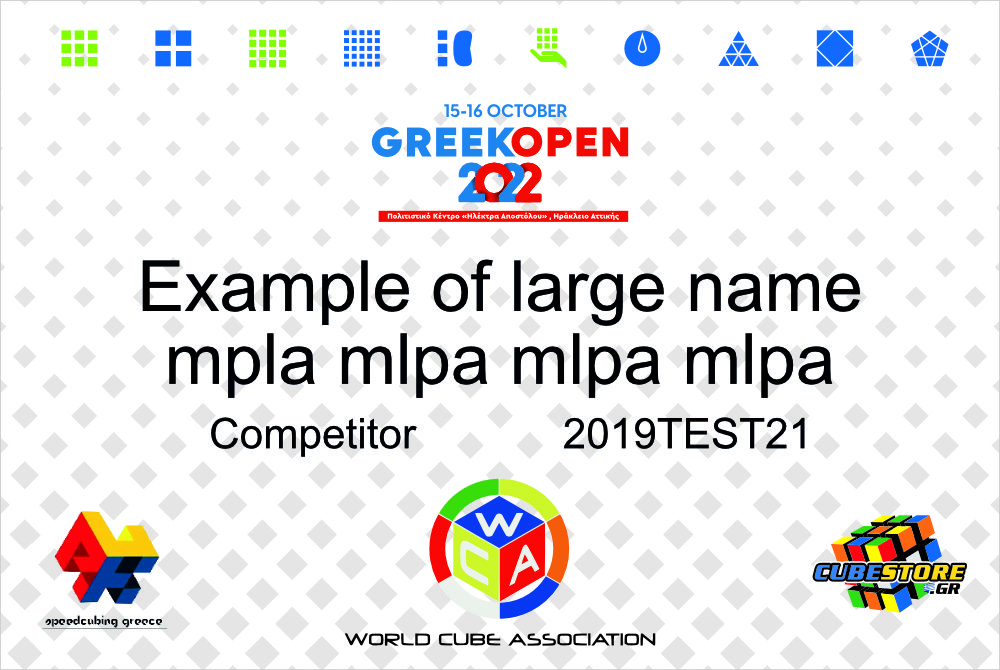 15-16 OCTOBER
GREEKOPEN
2022
Πολιτιστικό Κέντρο «Ηλέκτρα Αποστόλου» , Ηράκλειο Αττικής
Example of large name
mpla mlpa mlpa mlpa
Competitor 2019TEST21
W
C A
CUBESTORE
.GR
speedcubing greece
WORLD CUBE ASSOCIATION